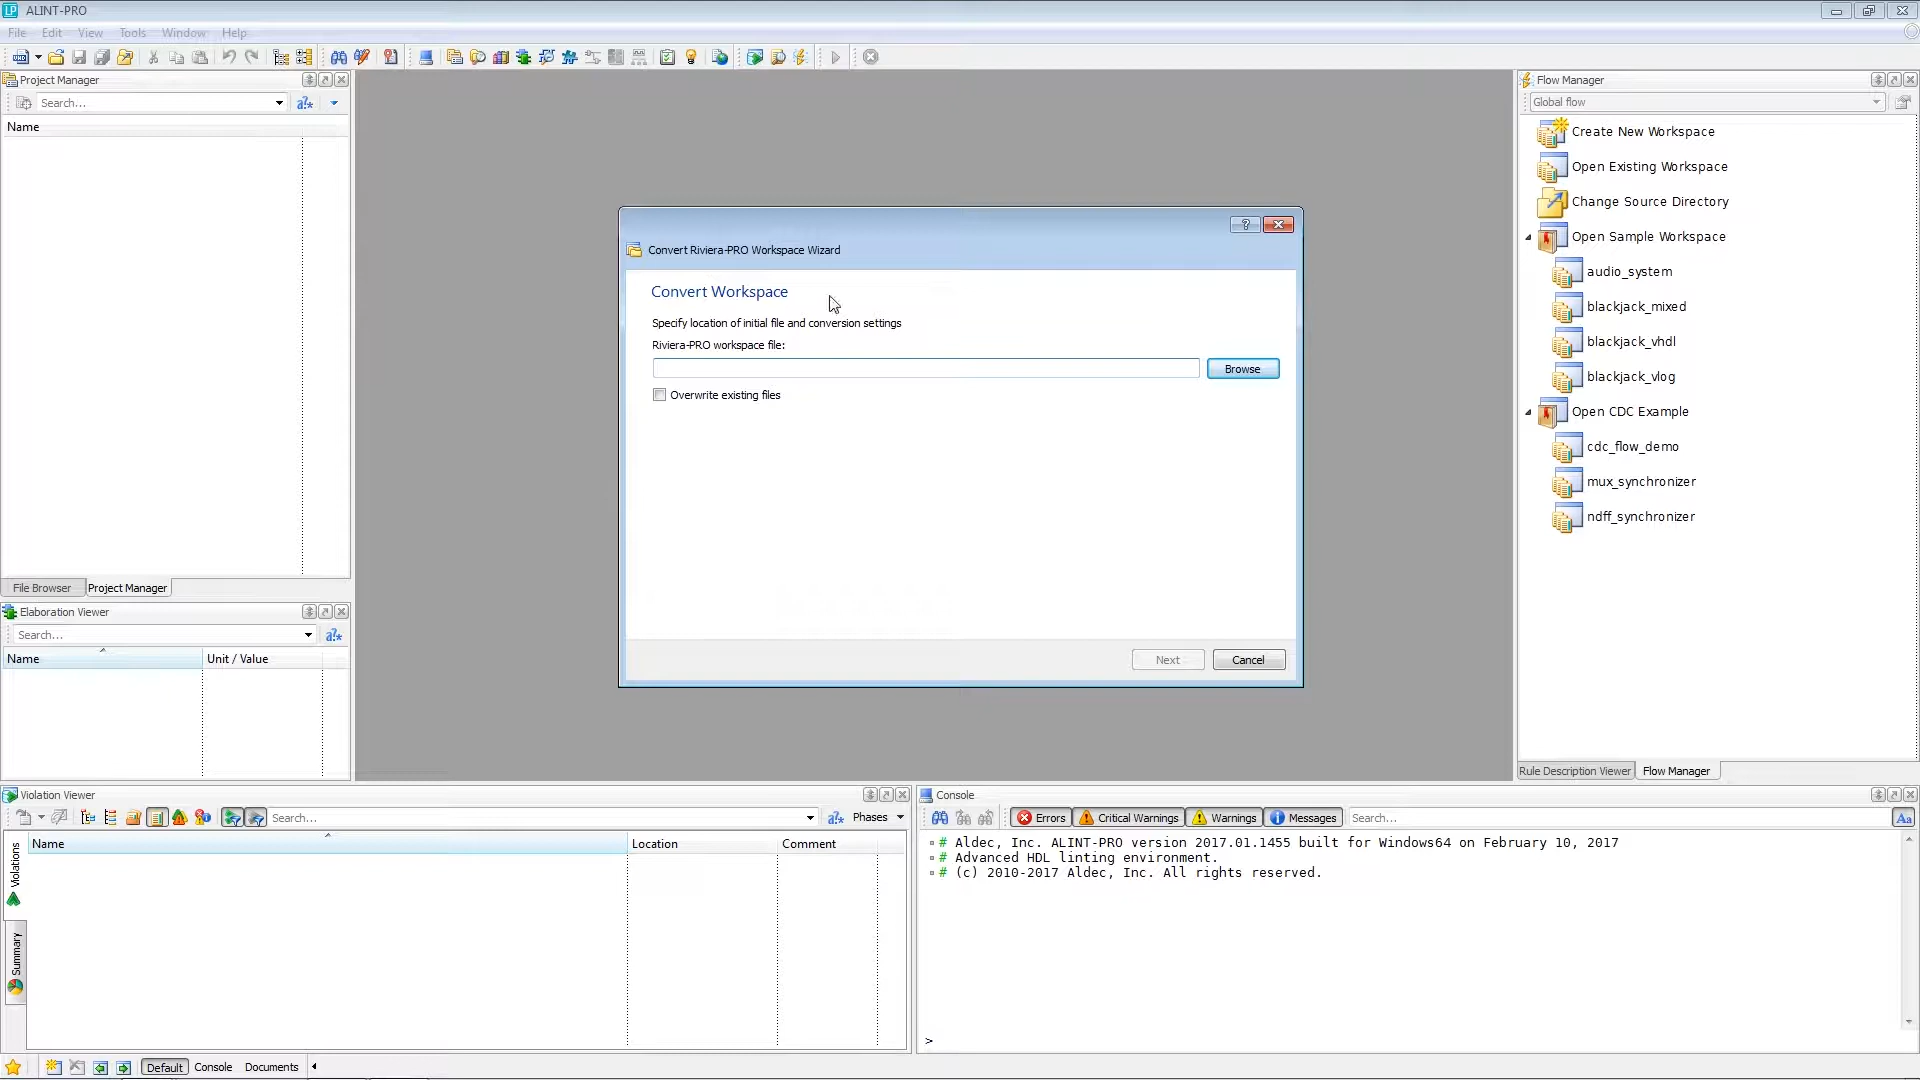 ALINT-PRO
File Edit View Tools Window Help
Project Manager
Search...
Name
File Browser Project Manager
Elaboration Viewer
Search...
Name Unit / Value
Convert Riviera-PRO Workspace Wizard
Convert Workspace
Specify location of initial file and conversion settings
Riviera-PRO workspace file:
Browse
Overwrite existing files
Next Cancel
Flow Manager
Global flow
Create New Workspace
Open Existing Workspace
Change Source Directory
Open Sample Workspace
audio_system
blackjack_mixed
blackjack_vhdl
blackjack_vlog
Open CDC Example
cdc_flow_demo
mux_synchronizer
ndff_synchronizer
Rule Description Viewer Flow Manager
Violation Viewer
Search... Phases
Name Location Comment
Violations
Summary
Console
Errors Critical Warnings Warnings Messages Search... Aa
# Aldec, Inc. ALINT-PRO version 2017.01.1455 built for Windows64 on February 10, 2017
# Advanced HDL linting environment.
# (c) 2010-2017 Aldec, Inc. All rights reserved.
>
Default Console Documents